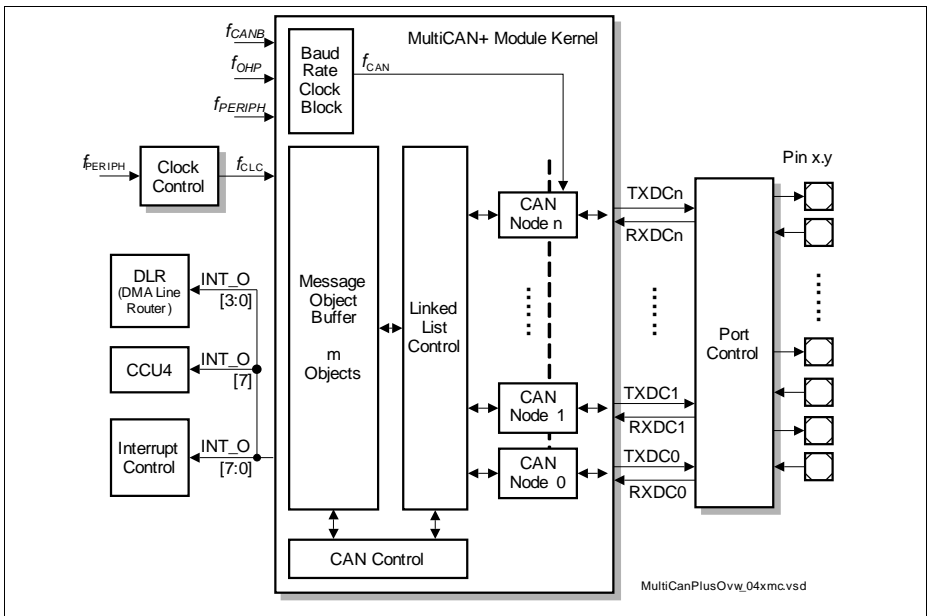 MultiCAN+ Module Kernel
fCANB
fOHP
fPERIPH
Baud
Rate
Clock
Block
fCAN
fPERIPH
Clock
Control
fCLC
DLR
(DMA Line
Router)
INT_O
[3:0]
CCU4
INT_O
[7]
Interrupt
Control
INT_O
[7:0]
Message
Object
Buffer
m
Objects
Linked
List
Control
CAN Control
CAN
Node n
CAN
Node 1
CAN
Node 0
TXDCn
RXDCn
TXDC1
RXDC1
TXDC0
RXDC0
Port
Control
Pin x.y
MultiCanPlusOvw_04xmc.vsd